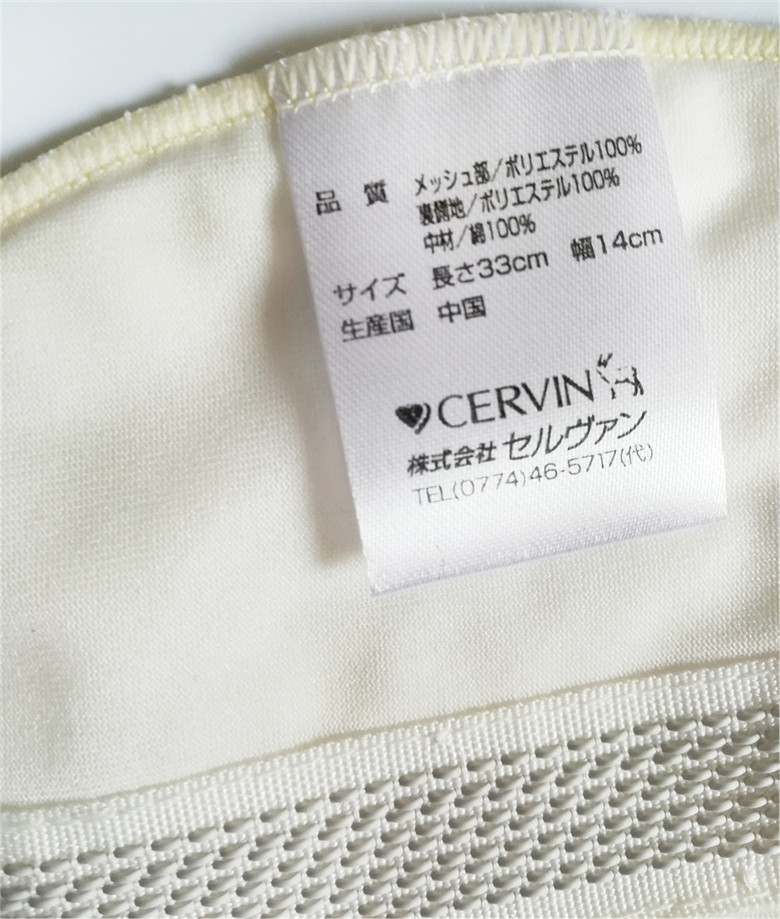 品 質 メッシュ部/ポリエステル100%
裏側地/ポリエステル100%
中材/綿100%
サイズ 長さ33cm 幅14cm
生産国 中国
CERVIN
株式会社 セルヴァン
TEL(0774)46-5717(代)